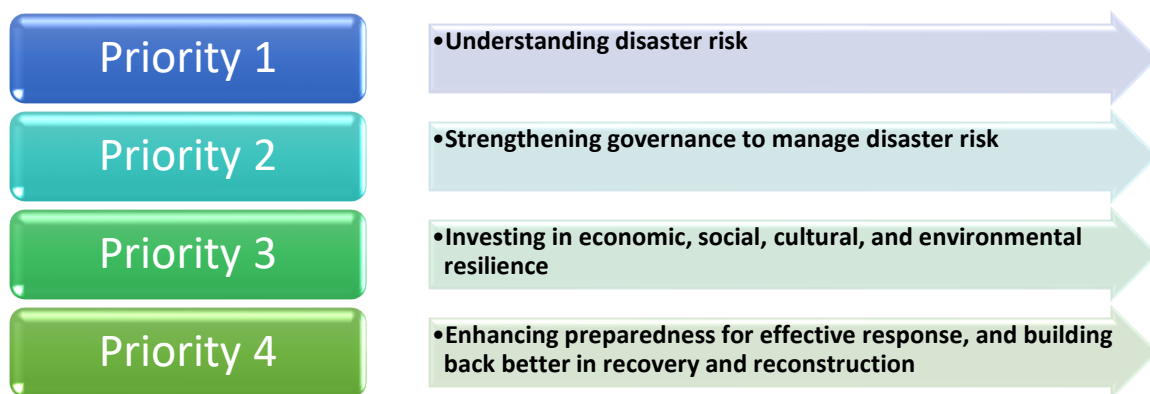 Priority 1
•Understanding disaster risk
Priority 2
•Strengthening governance to manage disaster risk
Priority 3
•Investing in economic, social, cultural, and environmental
resilience
Priority 4
•Enhancing preparedness for effective response, and building
back better in recovery and reconstruction